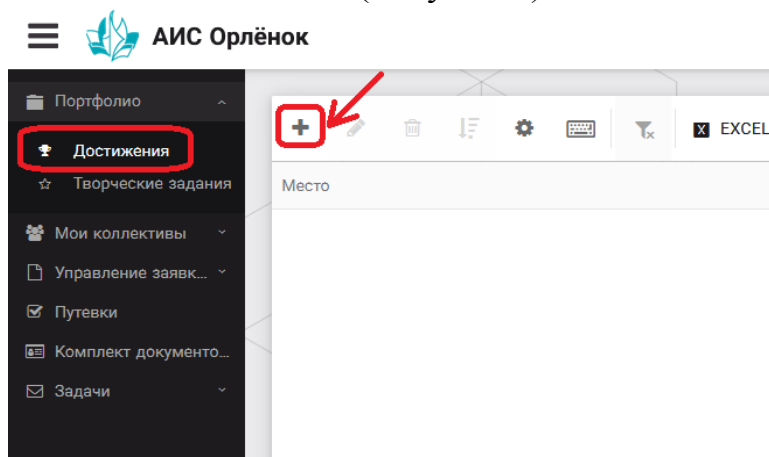 АИС Орлёнок
Портфолио
Достижения
Творческие задания
Мои коллективы
Управление заявк...
Путевки
Комплект документо...
Задачи
X EXCEL
Место